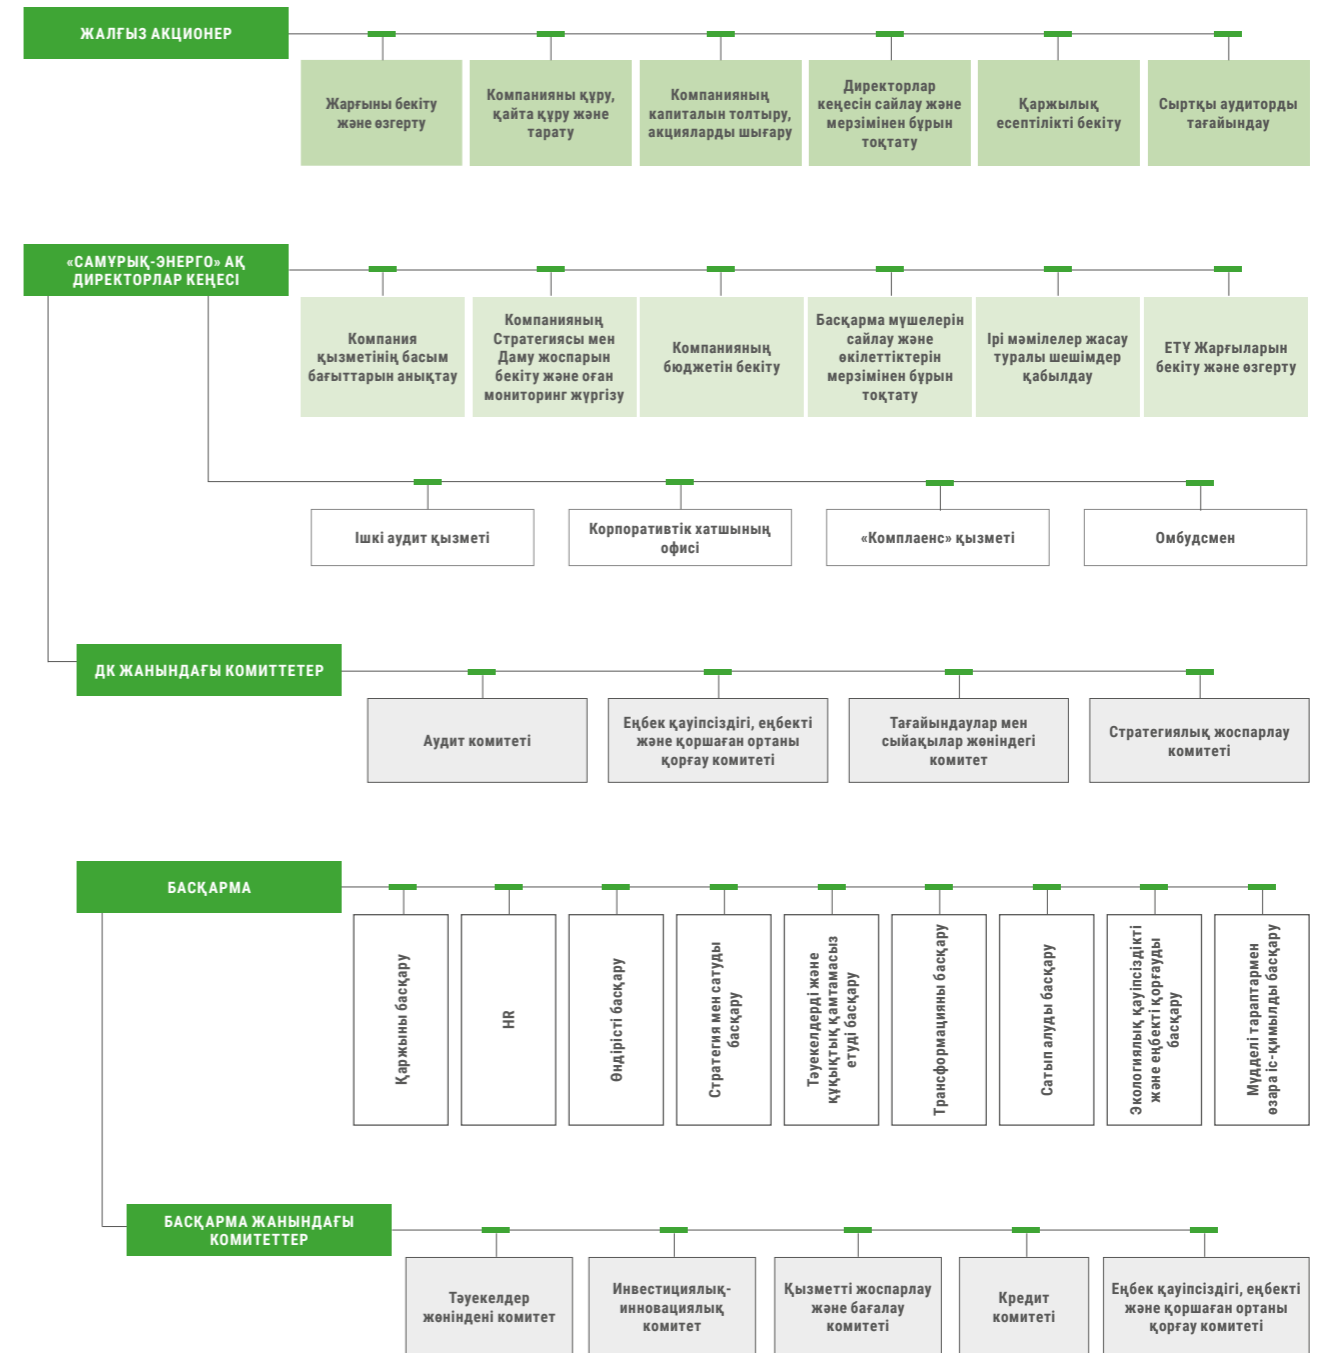 ЖАЛҒЫЗ АКЦИОНЕР
Жарғыны бекіту
және өзгерту
Компанияны құру,
қайта құру және
тарату
Компанияның
капиталын толтыру,
акцияларды шығару
Директорлар
кеңесін сайлау және
мерзімінен бұрын
тоқтату
Қаржылық
есептілікті бекіту
Сыртқы аудиторды
тағайындау
«САМҰРЫҚ-ЭНЕРГО» АҚ
ДИРЕКТОРЛАР КЕҢЕСІ
Компания
қызметінің басым
бағыттарын анықтау
Компанияның
Стратегиясы мен
Даму жоспарын
бекіту және оған
мониторинг жүргізу
Компанияның
бюджетін бекіту
Басқарма мүшелерін
сайлау және
өкілеттіктерін
мерзімінен бұрын
тоқтату
Ірі мәмілелер жасау
туралы шешімдер
қабылдау
ЕТҰ Жарғыларын
бекіту және өзгерту
Ішкі аудит қызметі
Корпоративтік хатшының
офисі
«Комплаенс» қызметі
Омбудсмен
ДК ЖАНЫНДАҒЫ КОМИТТЕТЕР
Аудит комитеті
Еңбек қауіпсіздігі, еңбекті
және қоршаған ортаны
қорғау комитеті
Тағайындаулар мен
сыйақылар жөніндегі
комитет
Стратегиялық жоспарлау
комитеті
БАСҚАРМА
Қаржыны басқару
HR
Өндірісті басқару
Стратегия мен сатуды
басқару
Тәуекелдерді және
құқықтық қамтамасыз
етуді басқару
Трансформацияны басқару
Сатып алуды басқару
Экологиялық қауіпсіздікті
және еңбекті қорғауды
басқару
Мүдделі тараптармен
өзара іс-қимылды басқару
БАСҚАРМА ЖАНЫНДАҒЫ
КОМИТЕТТЕР
Тәуекелдер
жөніндені комитет
Инвестициялық-
инновациялық
комитет
Қызметті жоспарлау
және бағалау
комитеті
Кредит
комитеті
Еңбек қауіпсіздігі, еңбекті
және қоршаған ортаны
қорғау комитеті